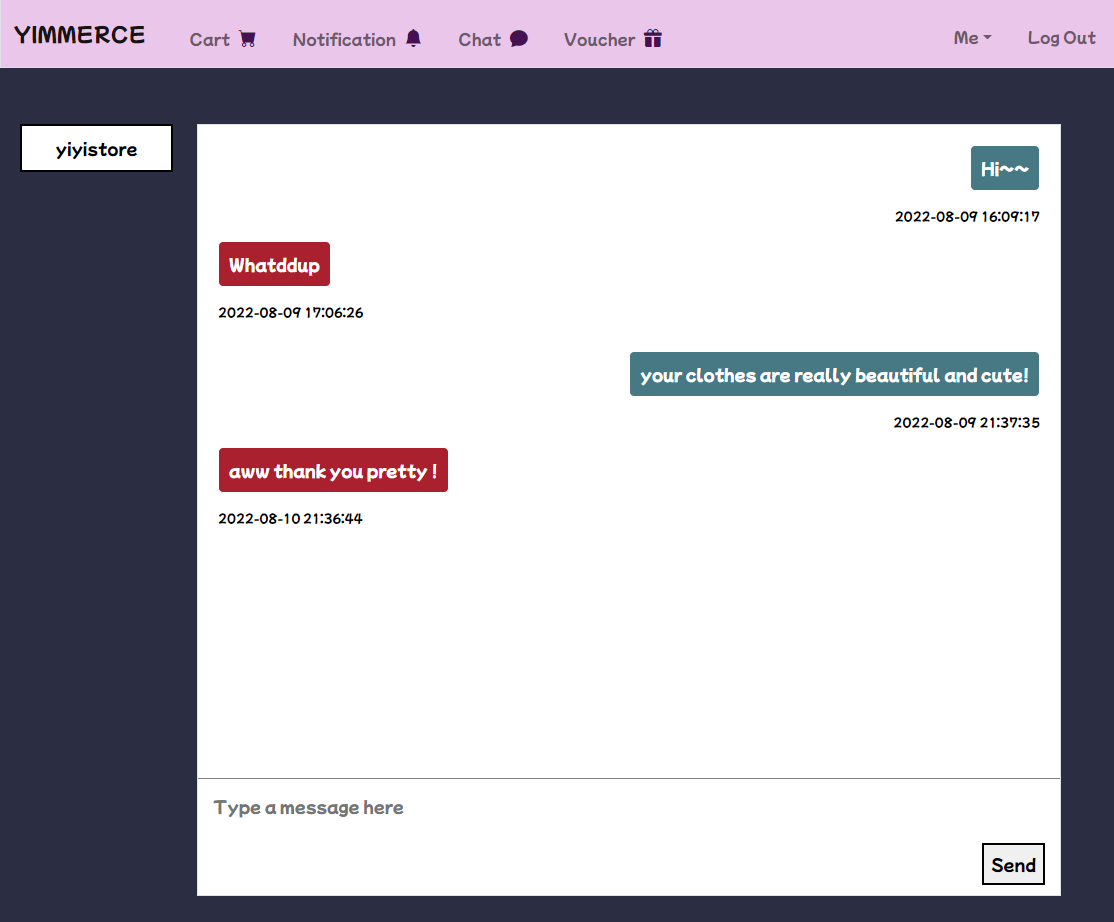 YIMMERCE Cart Notification Chat Voucher Me Log Out
yiyistore
Hi~~
2022-08-09 16:09:17
Whatddup
2022-08-09 17:06:26
your clothes are really beautiful and cute!
2022-08-09 21:37:35
aww thank you pretty !
2022-08-10 21:36:44
Type a message here
Send